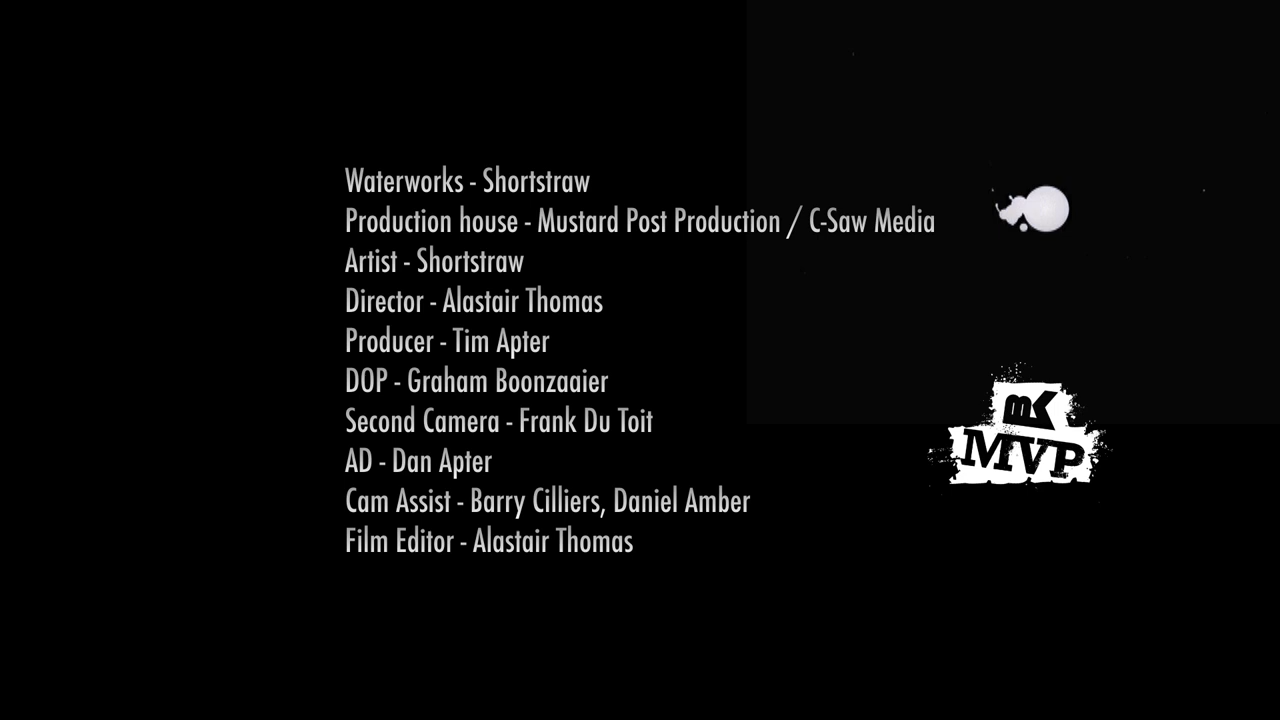 Waterworks - Shortstraw
Production house - Mustard Post Production / C-Saw Media
Artist - Shortstraw
Director - Alastair Thomas
Producer - Tim Apter
DOP - Graham Boonzaaier
Second Camera - Frank Du Toit
AD - Dan Apter
Cam Assist - Barry Cilliers, Daniel Amber
Film Editor - Alastair Thomas
MK
MVP